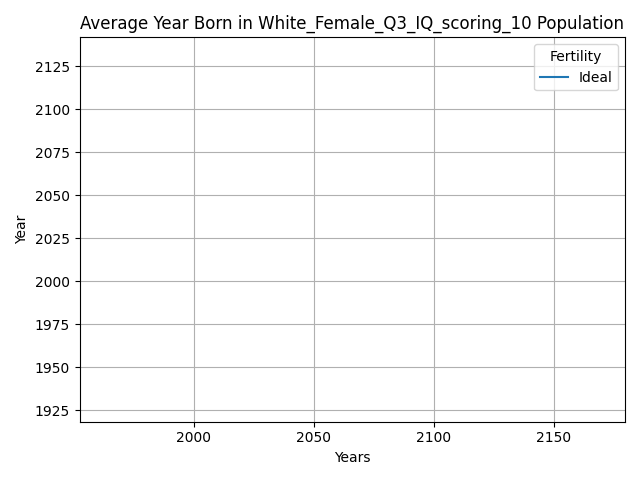 Average Year Born in White_Female_Q3_IQ_scoring_10 Population
Fertility
Ideal
2125
2100
2075
2050
2025
2000
1975
1950
1925
Year
2000 2050 2100 2150
Years